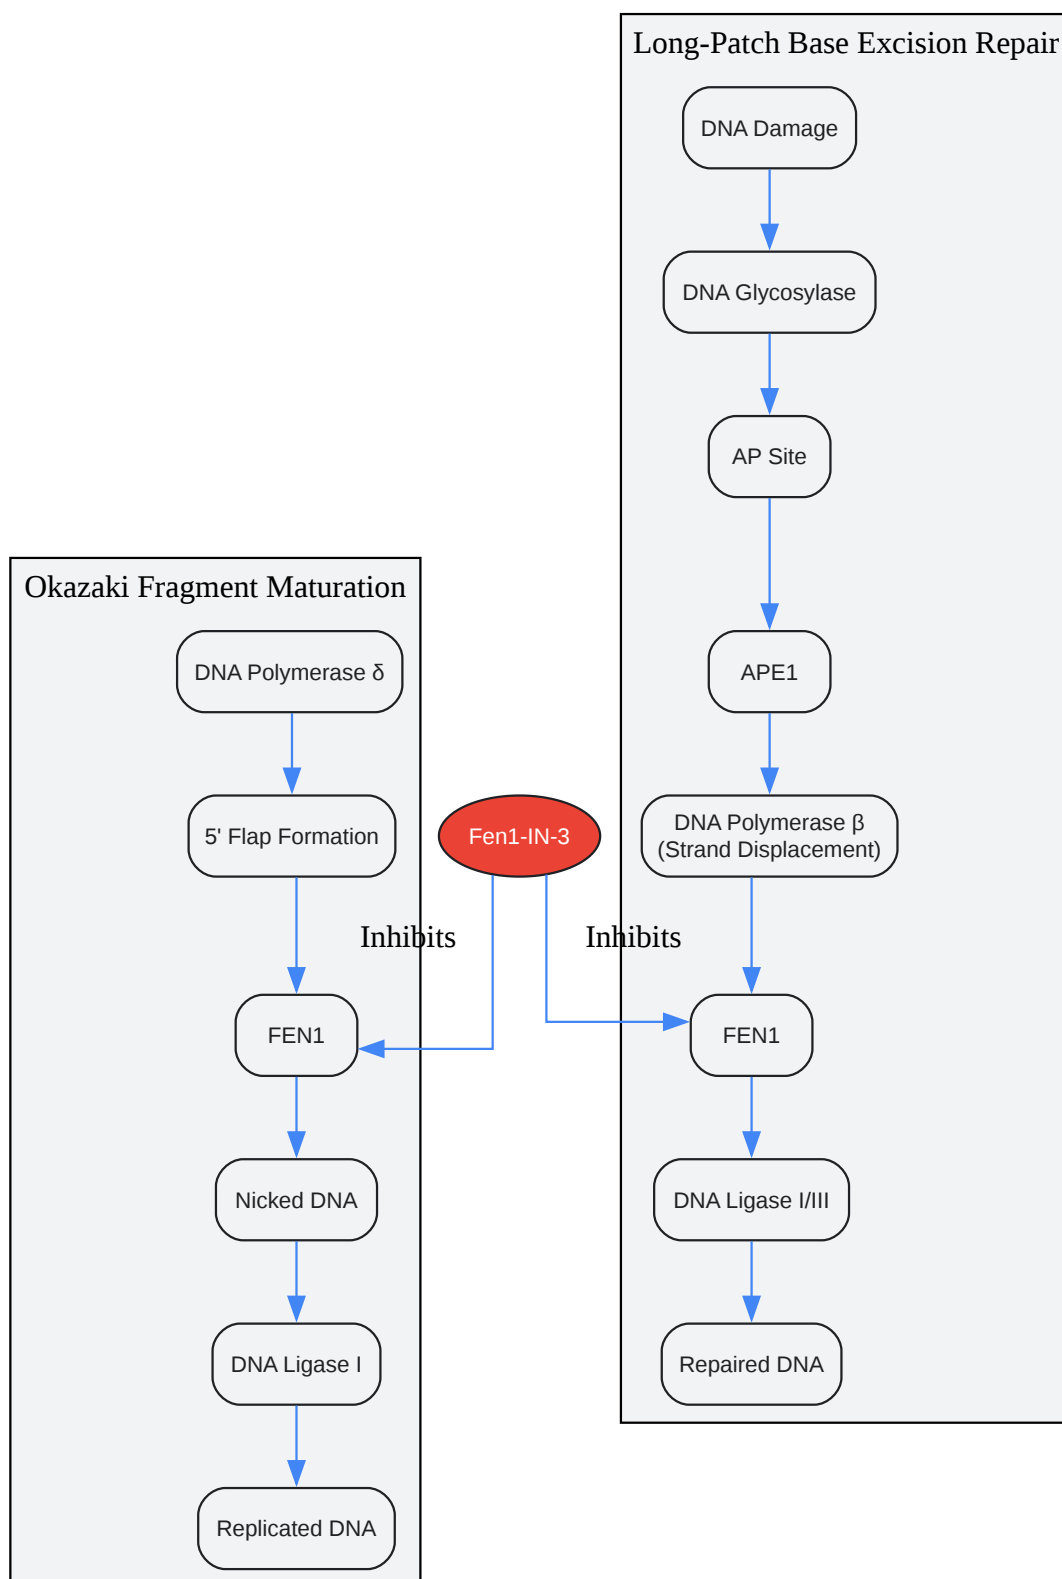 Long-Patch Base Excision Repair
DNA Damage
DNA Glycosylase
AP Site
APE1
DNA Polymerase β
(Strand Displacement)
FEN1
DNA Ligase I/III
Repaired DNA
Okazaki Fragment Maturation
DNA Polymerase δ
5' Flap Formation
FEN1
Nicked DNA
DNA Ligase I
Replicated DNA
Fen1-IN-3
Inhibits
Inhibits